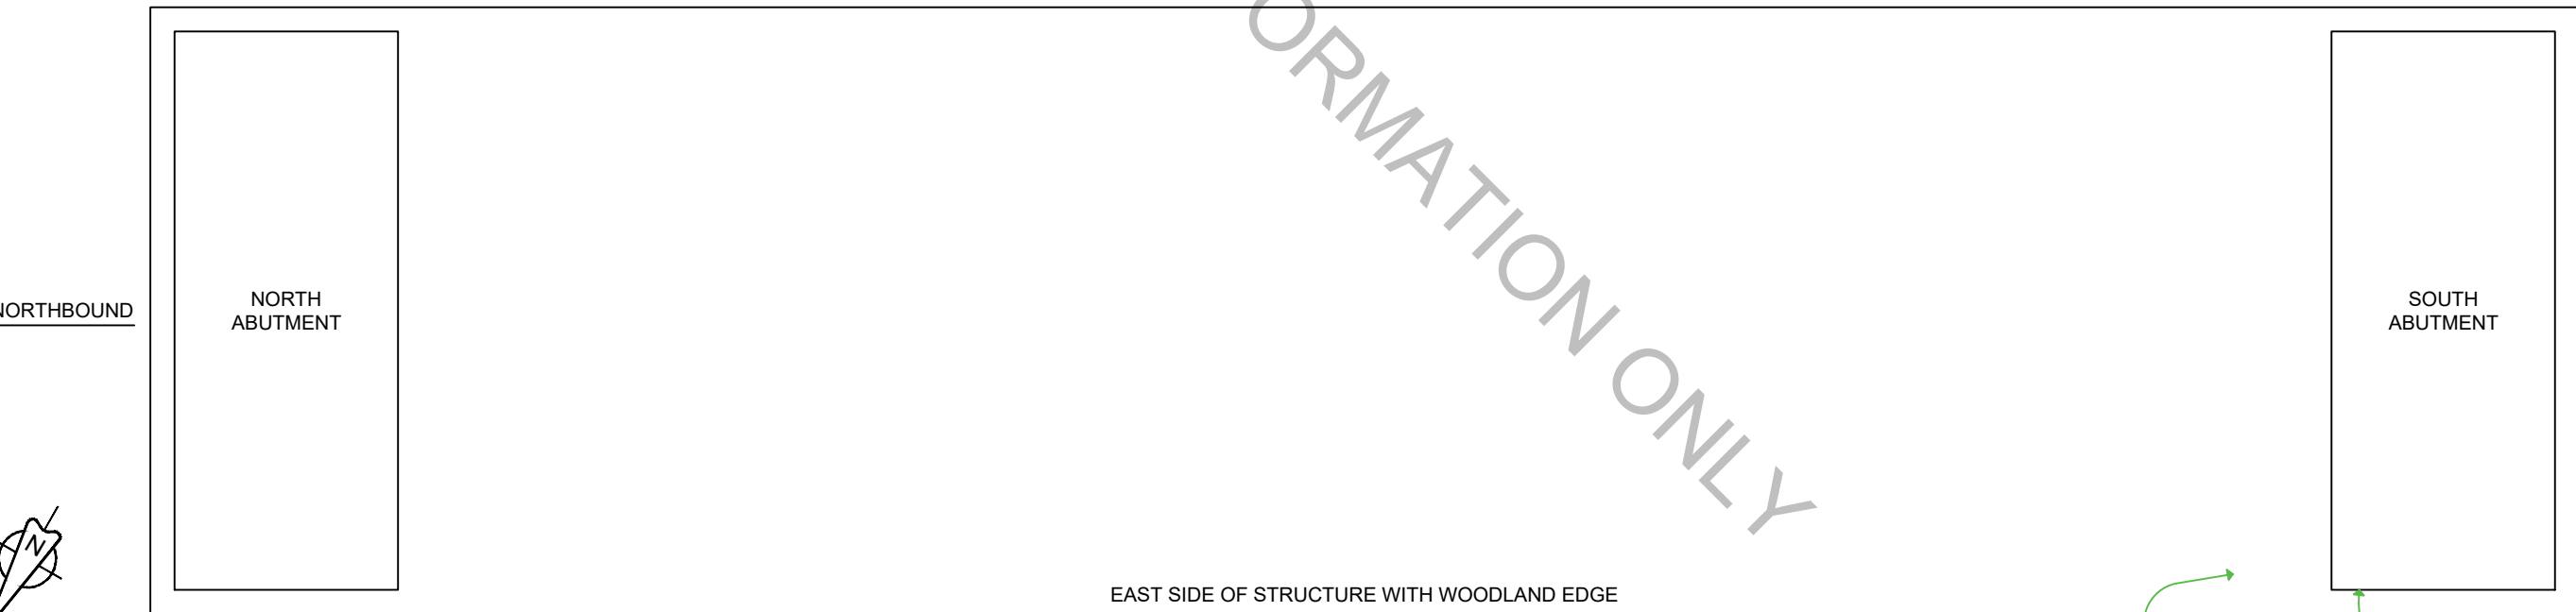 ORMATION ONLY
NORTHBOUND
NORTH
ABUTMENT
SOUTH
ABUTMENT
N
EAST SIDE OF STRUCTURE WITH WOODLAND EDGE